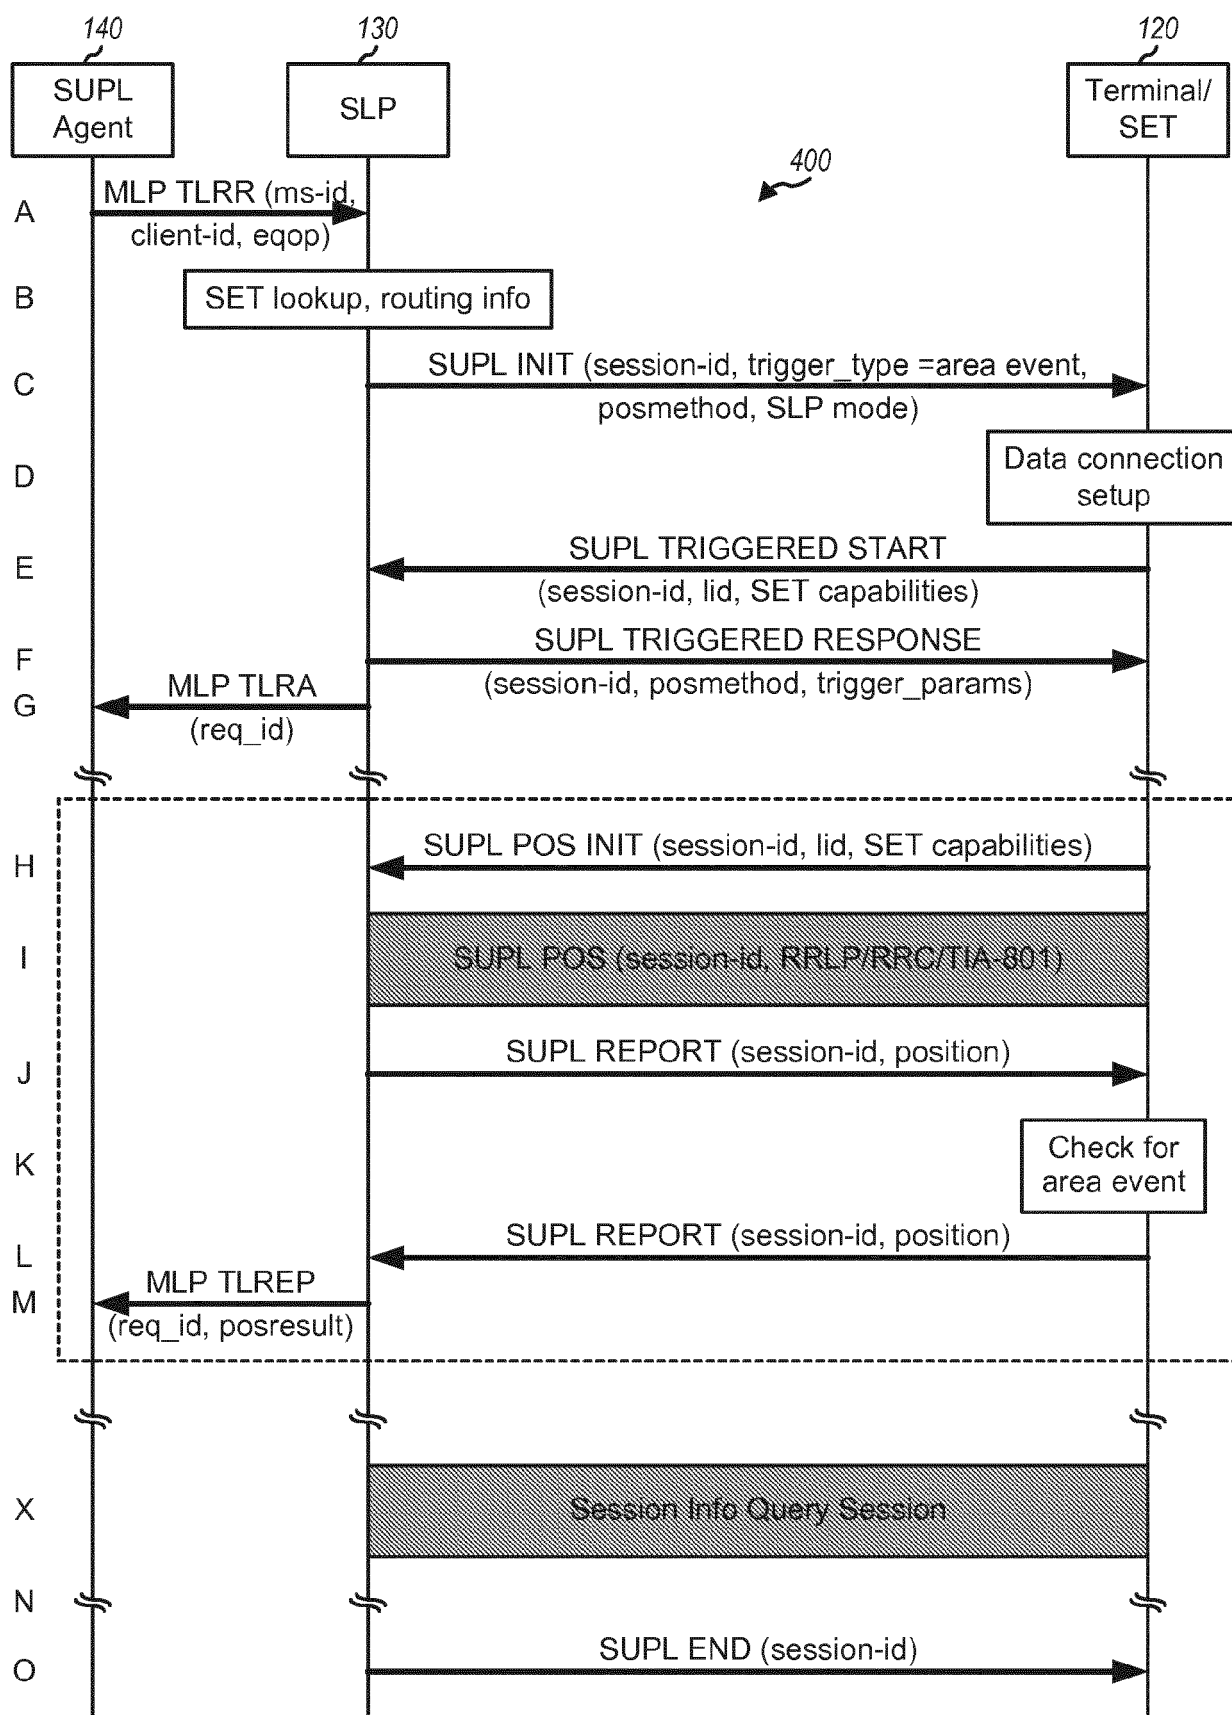 140
130
120
SUPL
Agent
SLP
Terminal/
SET
400
A
MLP TLRR (ms-id,
client-id, eqop)
B
SET lookup, routing info
C
SUPL INIT (session-id, trigger_type =area event,
posmethod, SLP mode)
D
Data connection
setup
E
SUPL TRIGGERED START
(session-id, lid, SET capabilities)
F
SUPL TRIGGERED RESPONSE
(session-id, posmethod, trigger_params)
G
MLP TLRA
(req_id)
H
SUPL POS INIT (session-id, lid, SET capabilities)
I
SUPL POS (session-id, RRLP/RRC/TIA-801)
J
SUPL REPORT (session-id, position)
K
Check for
area event
L
SUPL REPORT (session-id, position)
M
MLP TLREP
(req_id, posresult)
X
Session Info Query Session
N
O
SUPL END (session-id)